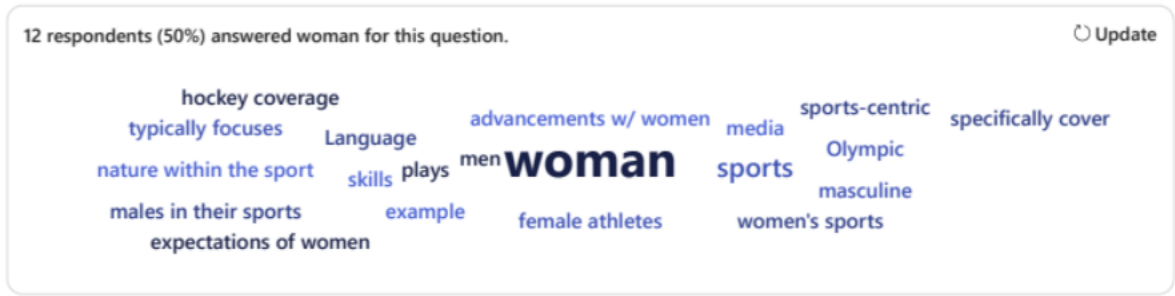 12 respondents (50%) answered woman for this question.
Update
hockey coverage
typically focuses
Language
advancements w/ women
media
sports-centric
specifically cover
nature within the sport
skills
plays
men
woman
sports
Olympic
masculine
males in their sports
example
female athletes
women's sports
expectations of women